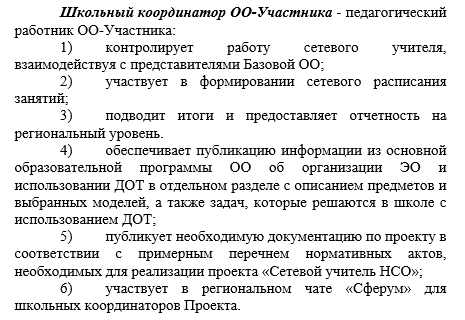 Школьный координатор ОО-Участника - педагогический
работник ОО-Участника:
1) контролирует работу сетевого учителя,
взаимодействуя с представителями Базовой ОО;
2) участвует в формировании сетевого расписания
занятий;
3) подводит итоги и предоставляет отчетность на
региональный уровень.
4) обеспечивает публикацию информации из основной
образовательной программы ОО об организации ЭО и
использовании ДОТ в отдельном разделе с описанием предметов и
выбранных моделей, а также задач, которые решаются в школе с
использованием ДОТ;
5) публикует необходимую документацию по проекту в
соответствии с примерным перечнем нормативных актов,
необходимых для реализации проекта «Сетевой учитель НСО»;
6) участвует в региональном чате «Сферум» для
школьных координаторов Проекта.